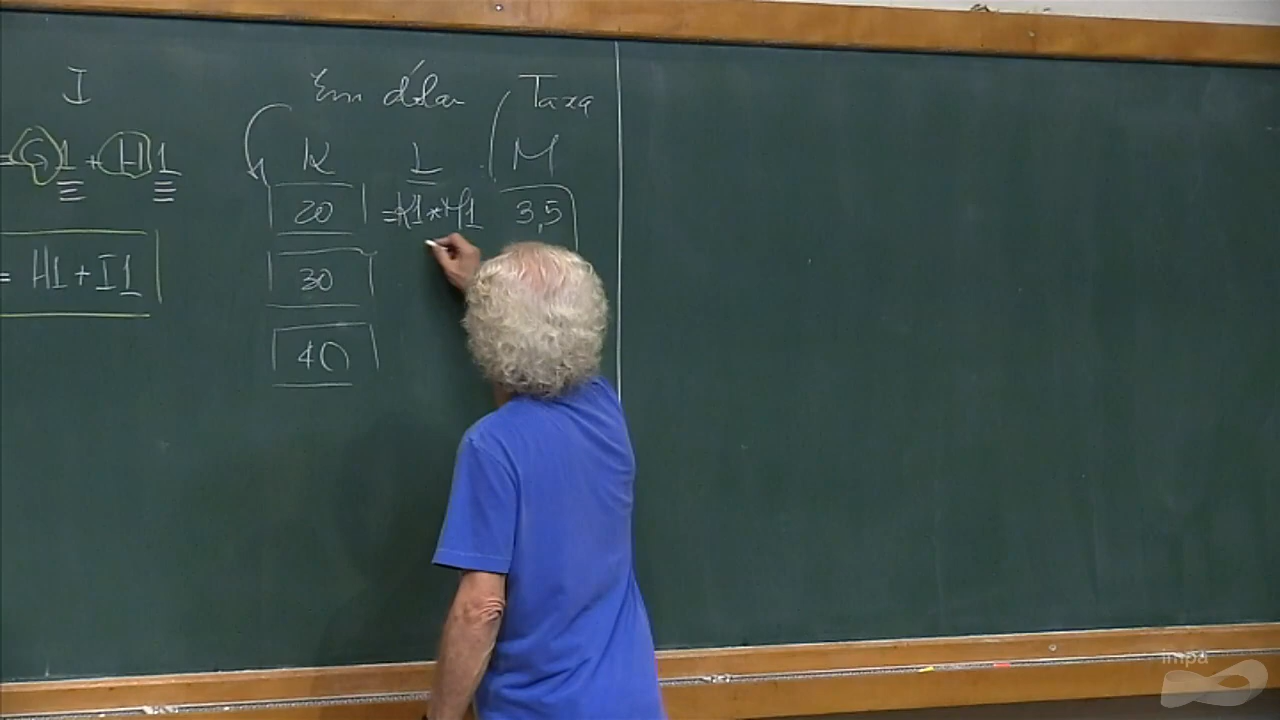 I
Em dólar
Taxa
K L M
=G1+H1
20 =K1*M1 3,5
= H1+I1
30
40
impa